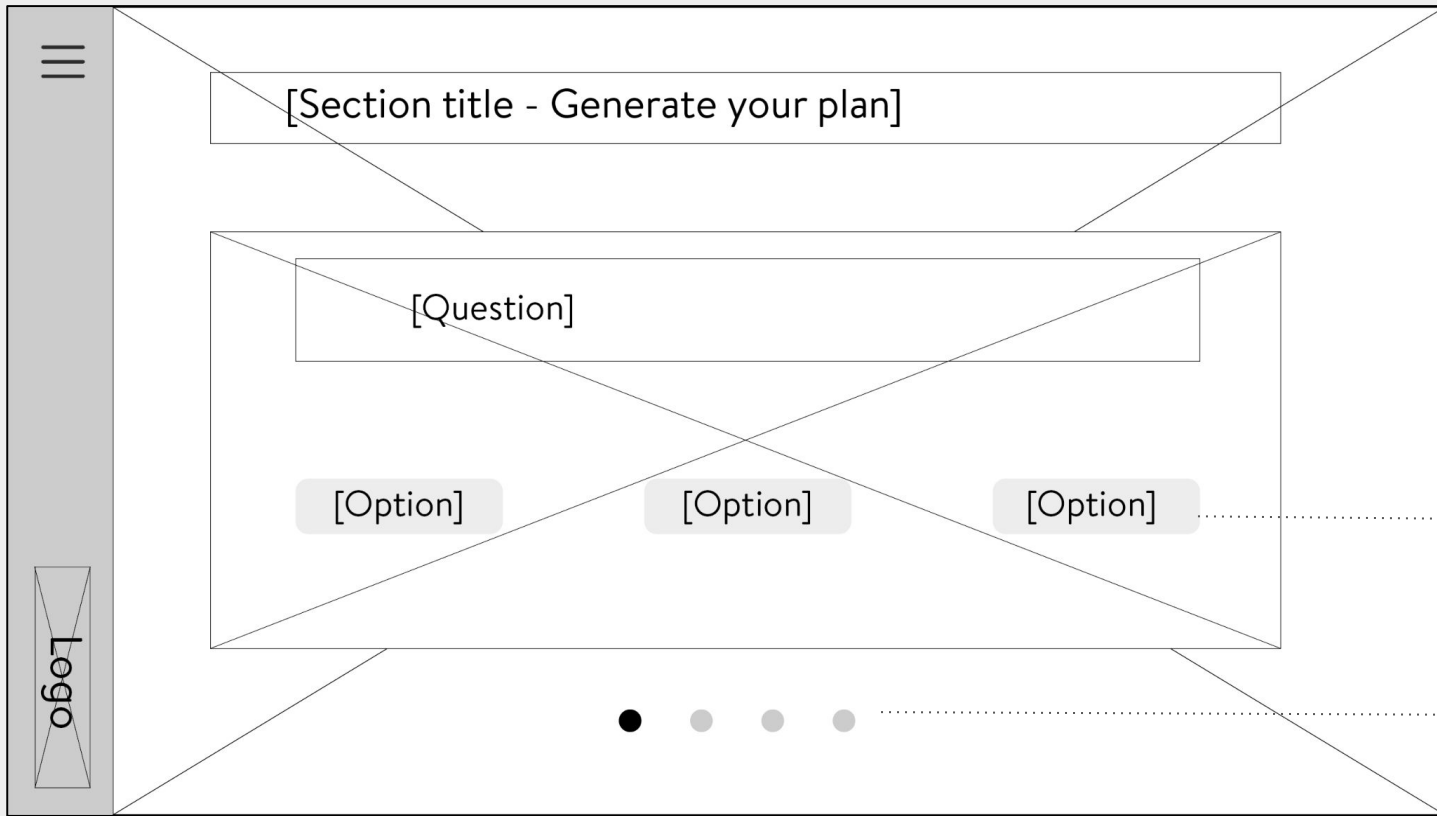 [Section title - Generate your plan]
[Question]
[Option]
[Option]
[Option]
Logo